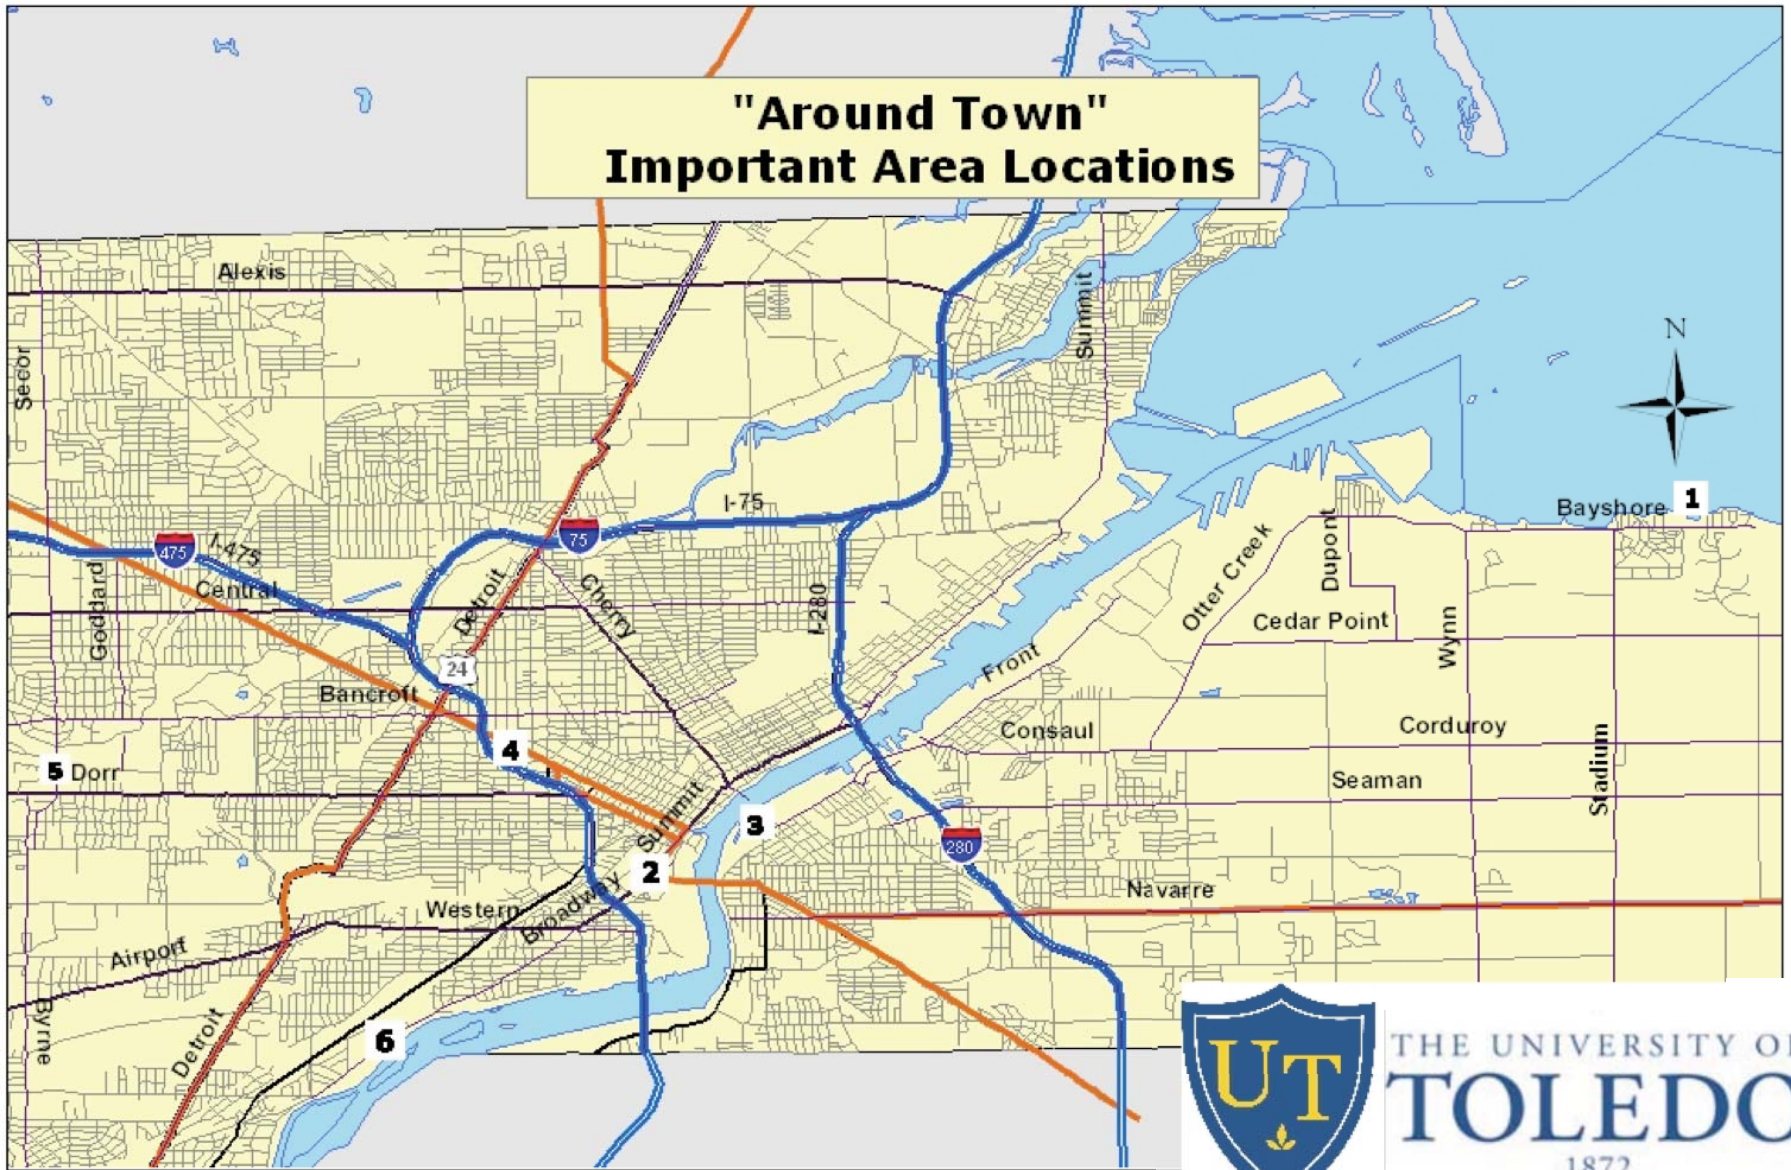 "Around Town"
Important Area Locations
Alexis
Secor
Summit
N
I-75
75
Bayshore 1
475
I-475
Goddard
Central
Detroit
Cherry
I-280
Otter Creek
Dupont
Cedar Point
Wynn
24
Bancroft
Front
Consaul
Corduroy
4
5 Dorr
Seaman
Stadium
Summit
3
2
280
Navarre
Western
Broadway
Airport
Byrne
Detroit
6
UT
THE UNIVERSITY OF
TOLEDO
1872